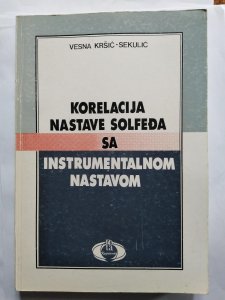 VESNA KRŠIĆ-SEKULIĆ
KORELACIJA
NASTAVE SOLFEĐA
SA
INSTRUMENTALNOM
NASTAVOM